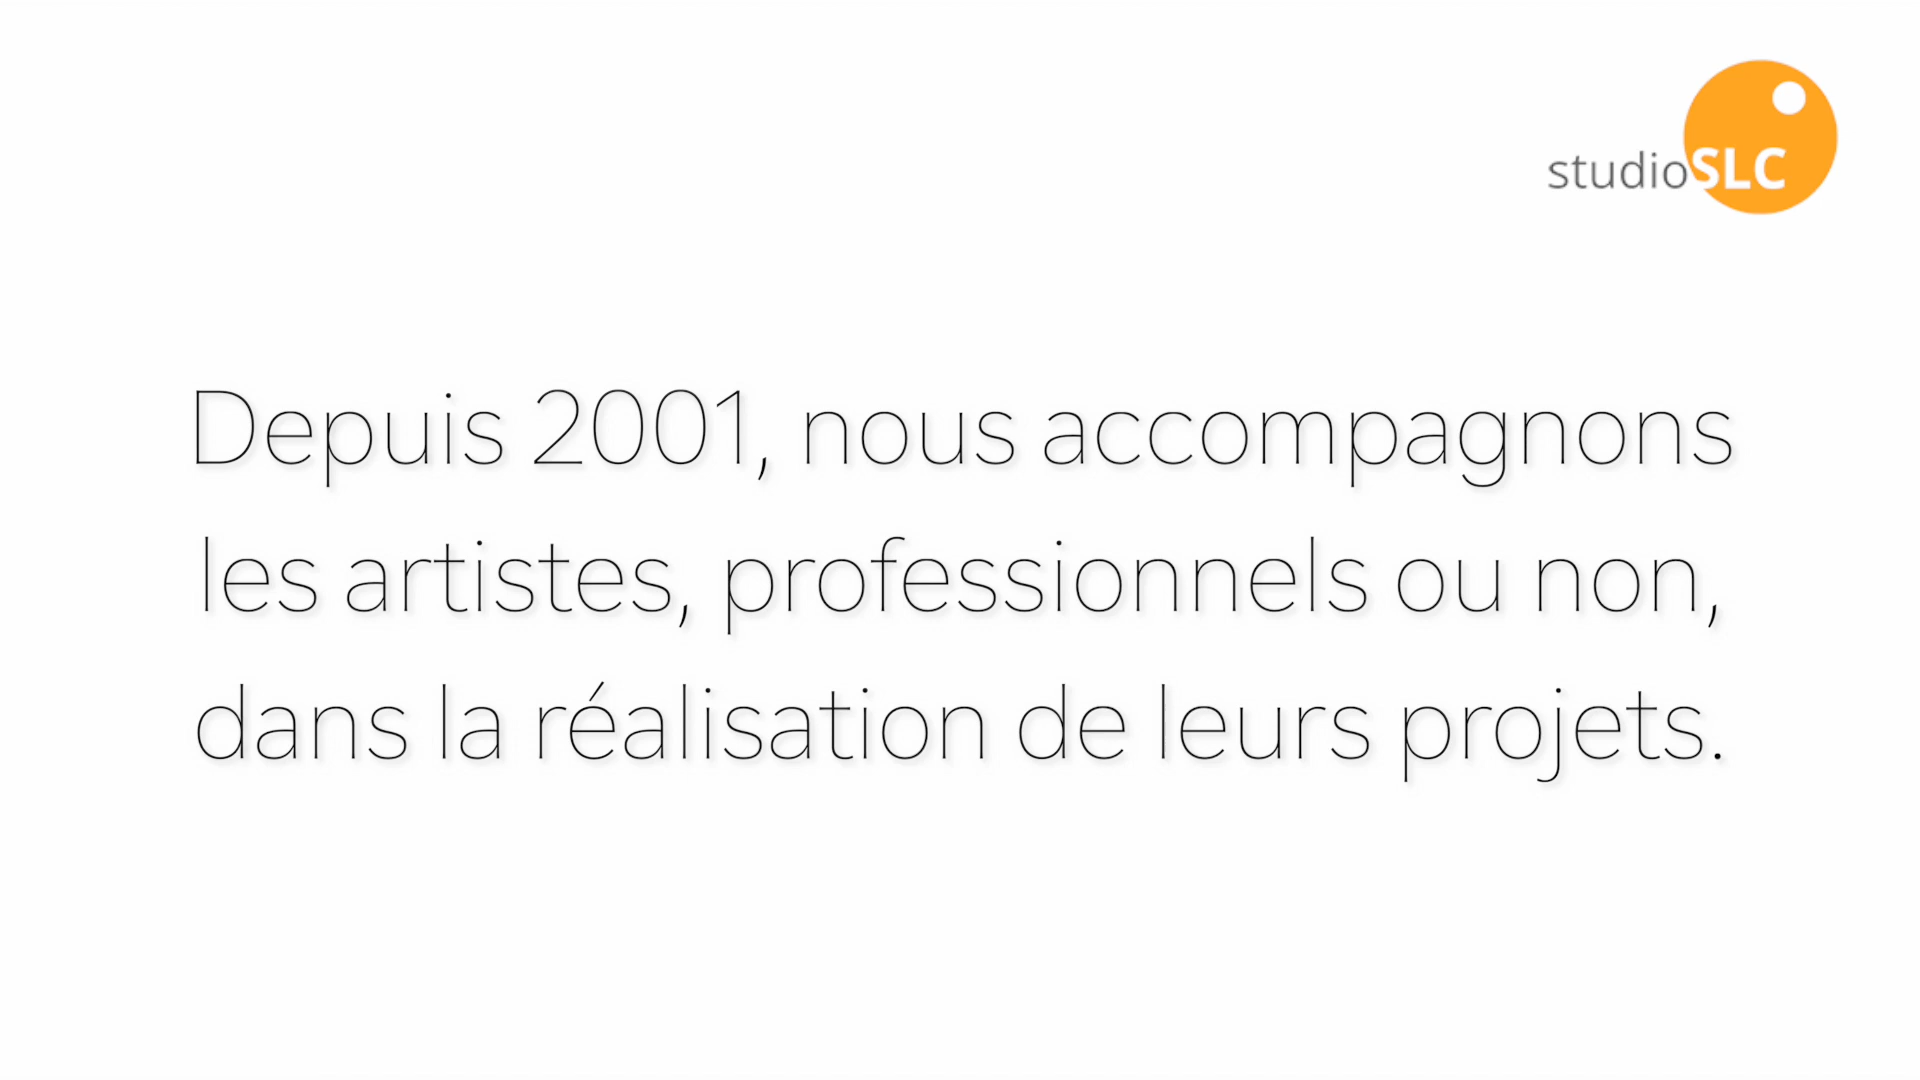 studioSLC
Depuis 2001, nous accompagnons
les artistes, professionnels ou non,
dans la réalisation de leurs projets.